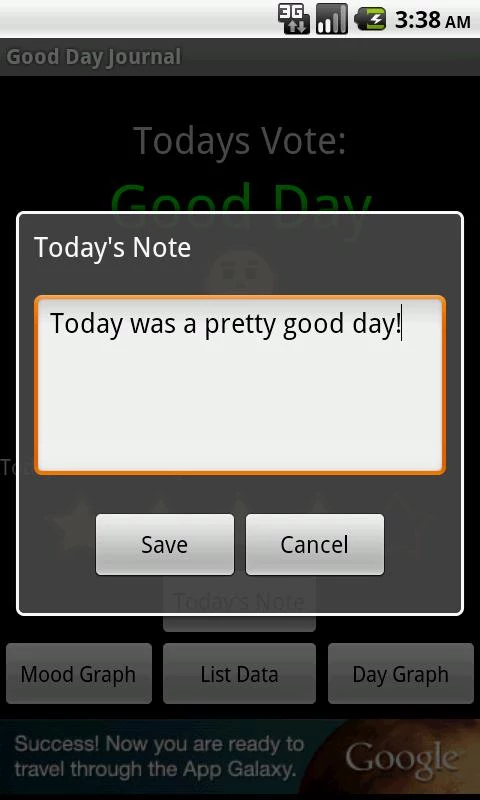 3G 3:38 AM
Good Day Journal
Todays Vote:
Good Day
Today's Note
Today was a pretty good day!
Save Cancel
Today's Note
Mood Graph List Data Day Graph
Success! Now you are ready to
travel through the App Galaxy.
Google